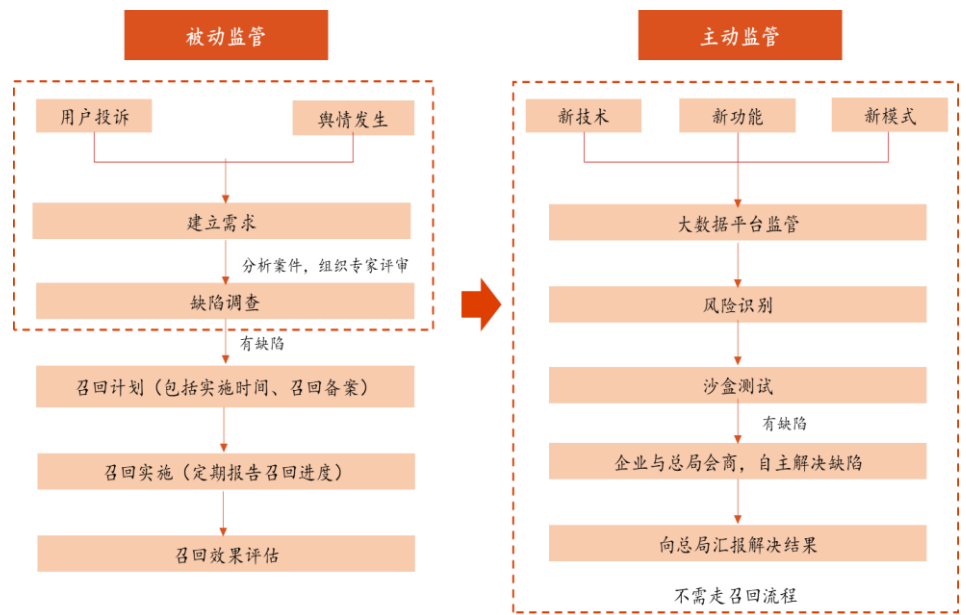 被动监管
用户投诉
舆情发生
建立需求
分析案件，组织专家评审
缺陷调查
有缺陷
召回计划（包括实施时间、召回备案）
召回实施（定期报告召回进度）
召回效果评估
主动监管
新技术
新功能
新模式
大数据平台监管
风险识别
沙盒测试
有缺陷
企业与总局会商，自主解决缺陷
向总局汇报解决结果
不需走召回流程